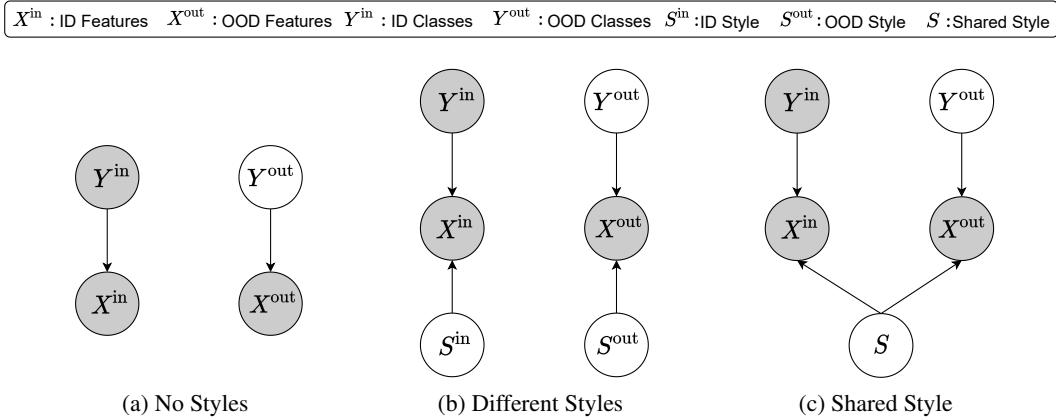 X^in : ID Features X^out : OOD Features Y^in : ID Classes Y^out : OOD Classes S^in : ID Style S^out : OOD Style S : Shared Style
Y^in Y^out Y^in Y^out
Y^in Y^out
X^in X^out X^in X^out
X^in X^out
S^in S^out S
(a) No Styles (b) Different Styles (c) Shared Style